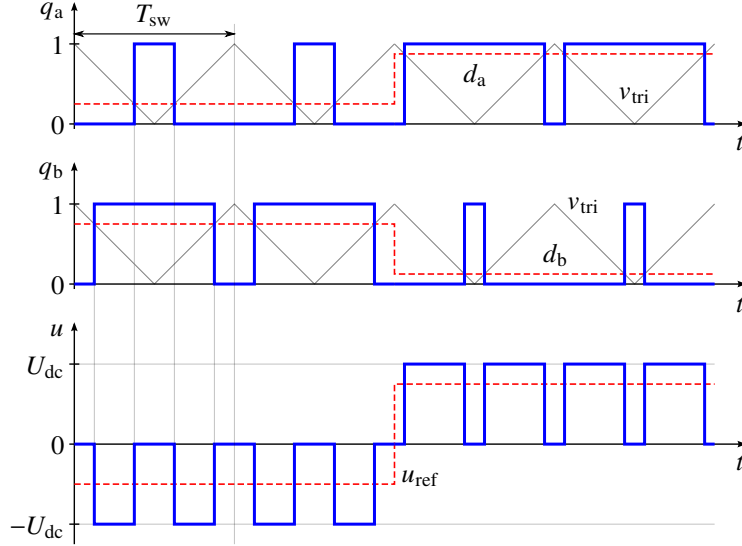 q_a
T_sw
1
d_a
v_tri
0
t
q_b
v_tri
1
d_b
0
t
u
U_dc
0
t
u_ref
−U_dc